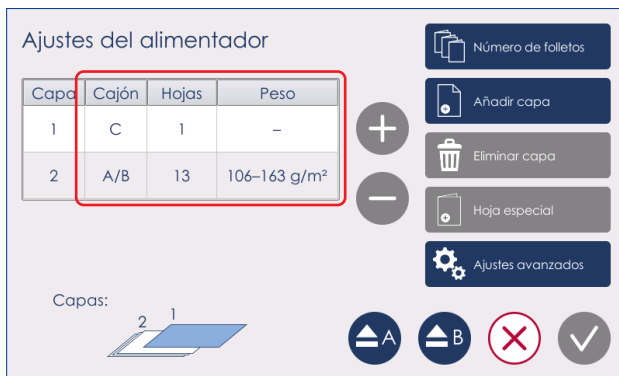 Ajustes del alimentador
Número de folletos
Capa Cajón Hojas Peso
Añadir capa
1 C 1 –
Eliminar capa
2 A/B 13 106–163 g/m²
Hoja especial
Ajustes avanzados
Capas:
2 1
A B